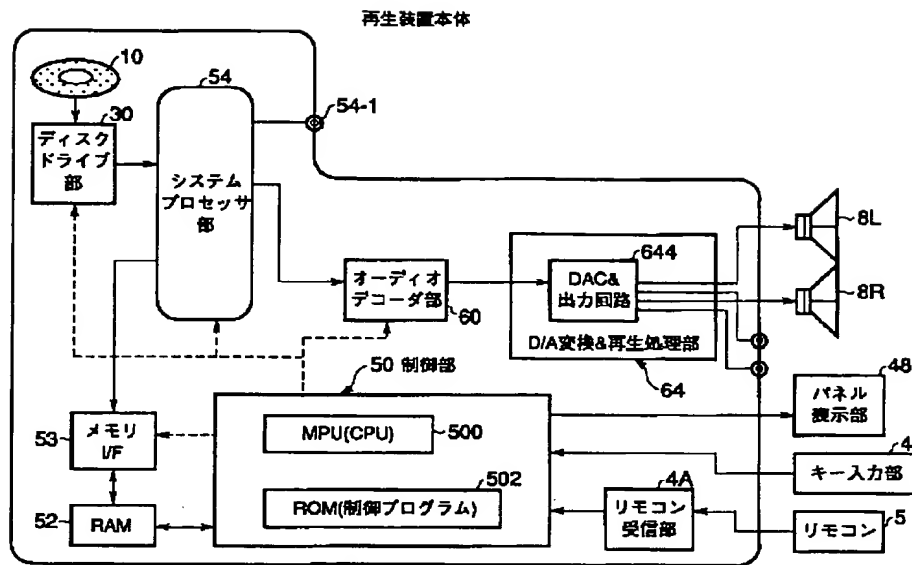 再生装置本体
10
54
54-1
30
ディスク
ドライブ
部
システム
プロセッサ
部
8L
644
DAC&
出力回路
オーディオ
デコーダ部
60
8R
D/A変換&再生処理部
64
50 制御部
48
パネル
表示部
MPU(CPU)
500
53
メモリ
I/F
4
キー入力部
502
ROM(制御プログラム)
4A
リモコン
受信部
52
RAM
リモコン
5